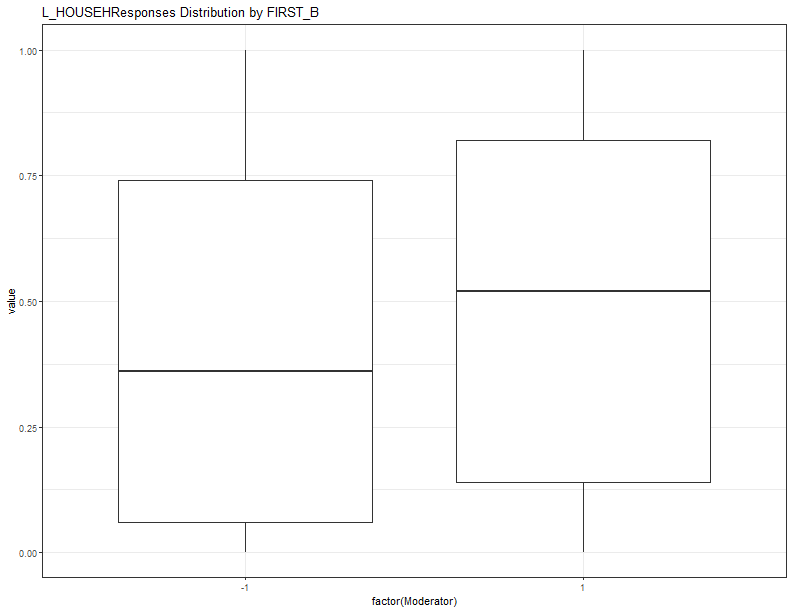 L_HOUSEHResponses Distribution by FIRST_B
1.00
0.75
0.50
0.25
0.00
value
-1 1
factor(Moderator)